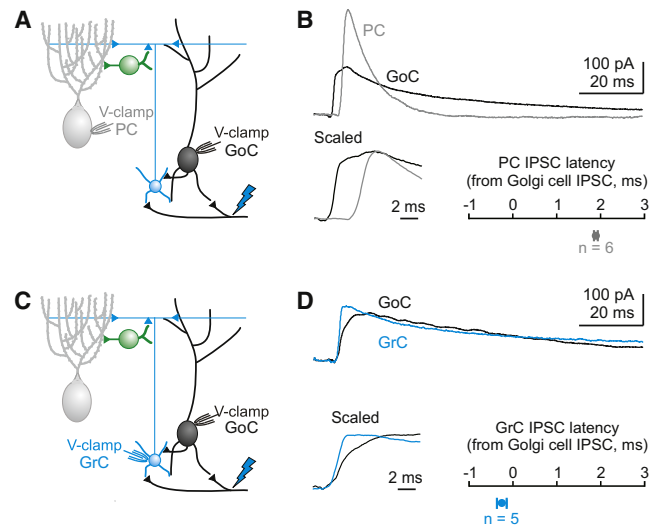 A
V-clamp
PC
V-clamp
GoC
B
PC
GoC
100 pA
20 ms
Scaled
2 ms
PC IPSC latency
(from Golgi cell IPSC, ms)
-1 0 1 2 3
n = 6
C
V-clamp
GoC
V-clamp
GrC
D
GoC
GrC
100 pA
20 ms
Scaled
2 ms
GrC IPSC latency
(from Golgi cell IPSC, ms)
-1 0 1 2 3
n = 5